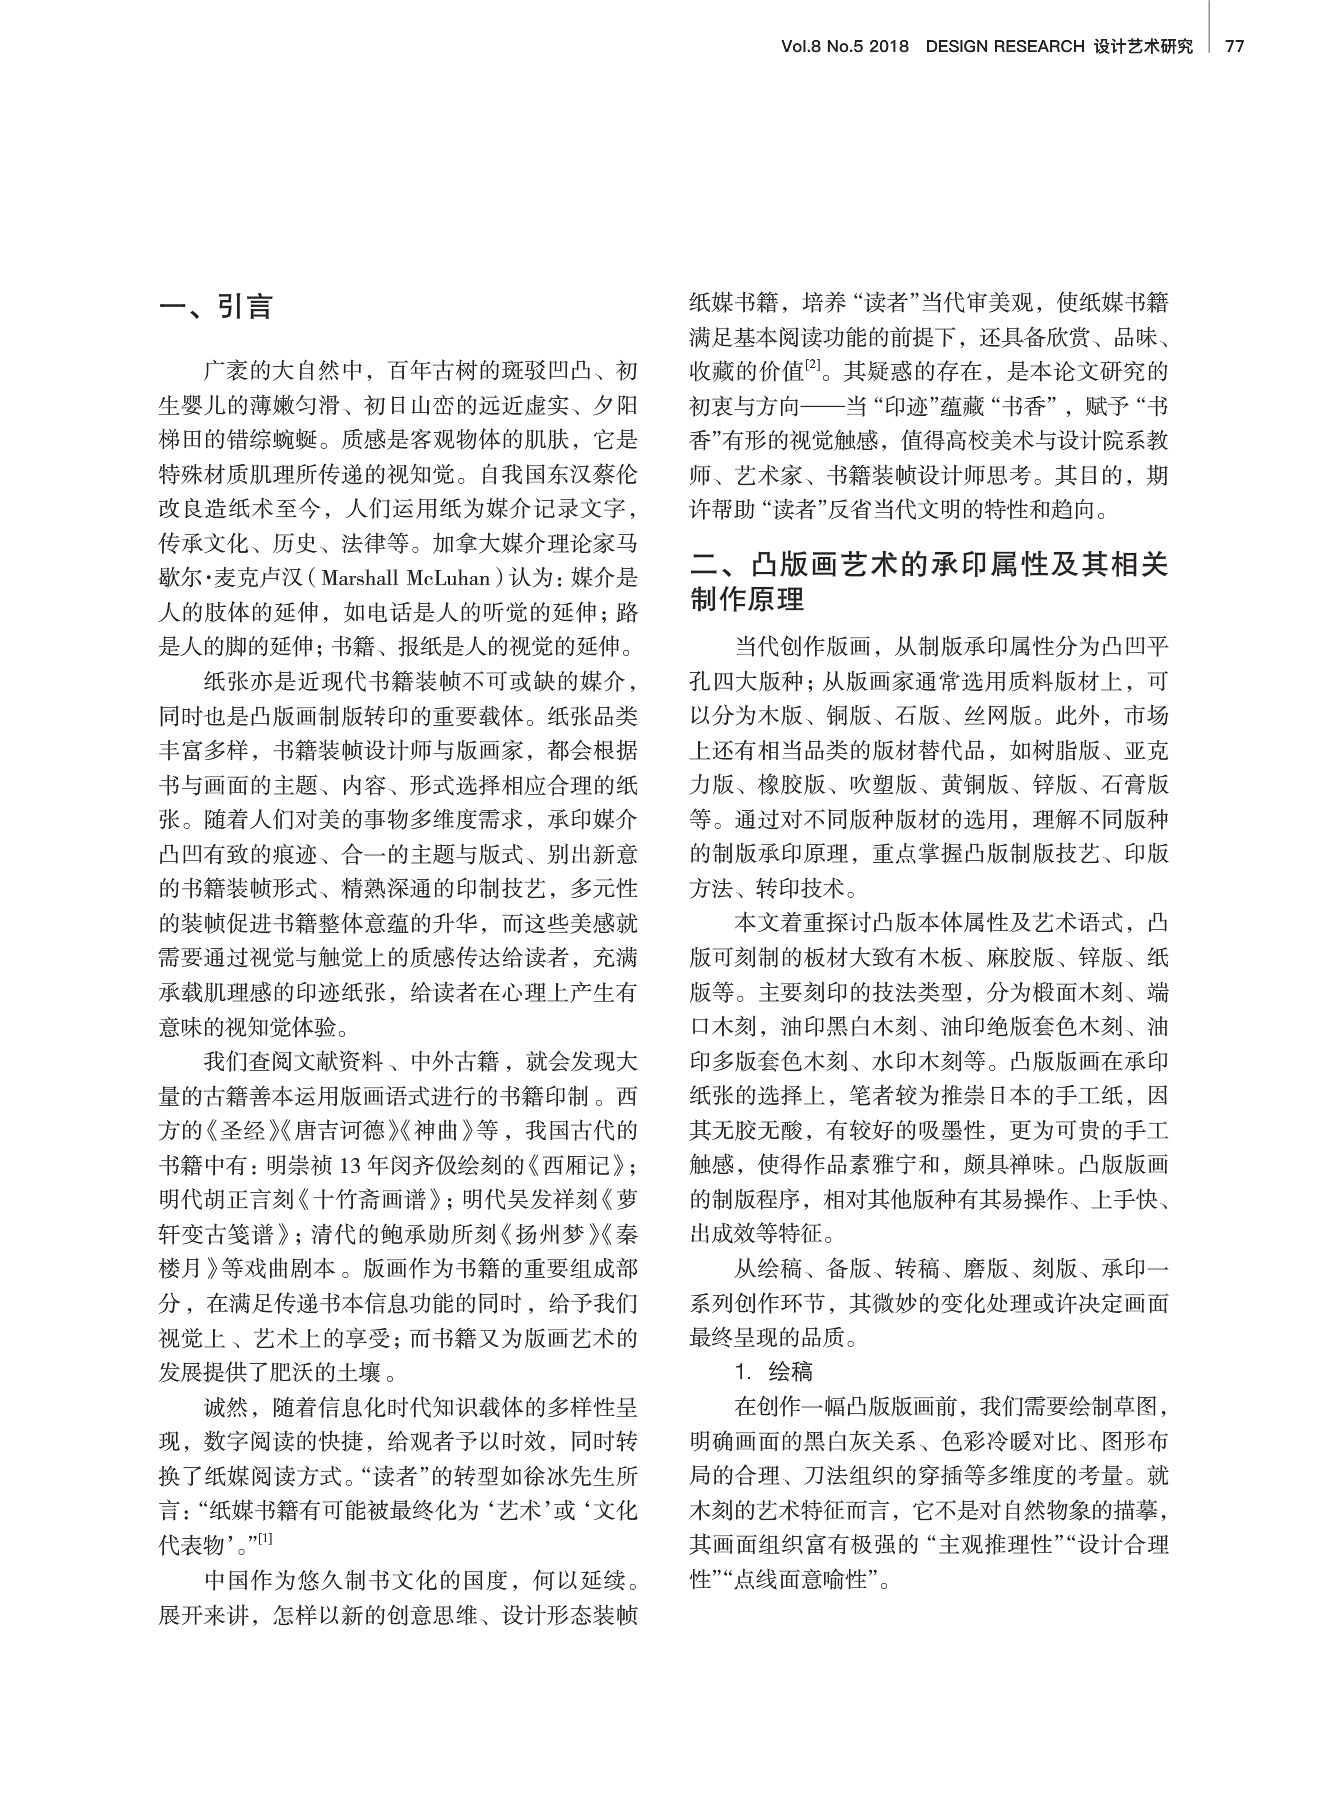 Vol.8 No.5 2018 DESIGN RESEARCH 设计艺术研究 77
一、引言
广袤的大自然中，百年古树的斑驳凹凸、初
生婴儿的薄嫩匀滑、初日山峦的远近虚实、夕阳
梯田的错综蜿蜒。质感是客观物体的肌肤，它是
特殊材质肌理所传递的视知觉。自我国东汉蔡伦
改良造纸术至今，人们运用纸为媒介记录文字，
传承文化、历史、法律等。加拿大媒介理论家马
歇尔·麦克卢汉（Marshall McLuhan）认为：媒介是
人的肢体的延伸，如电话是人的听觉的延伸；路
是人的脚的延伸；书籍、报纸是人的视觉的延伸。
纸张亦是近现代书籍装帧不可或缺的媒介，
同时也是凸版画制版转印的重要载体。纸张品类
丰富多样，书籍装帧设计师与版画家，都会根据
书与画面的主题、内容、形式选择相应合理的纸
张。随着人们对美的事物多维度需求，承印媒介
凸凹有致的痕迹、合一的主题与版式、别出新意
的书籍装帧形式、精熟深通的印制技艺，多元性
的装帧促进书籍整体意蕴的升华，而这些美感就
需要通过视觉与触觉上的质感传达给读者，充满
承载肌理感的印迹纸张，给读者在心理上产生有
意味的视知觉体验。
我们查阅文献资料、中外古籍，就会发现大
量的古籍善本运用版画语式进行的书籍印制。西
方的《圣经》《唐吉诃德》《神曲》等，我国古代的
书籍中有：明崇祯 13 年闵齐伋绘刻的《西厢记》；
明代胡正言刻《十竹斋画谱》；明代吴发祥刻《萝
轩变古笺谱》；清代的鲍承勋所刻《扬州梦》《秦
楼月》等戏曲剧本。版画作为书籍的重要组成部
分，在满足传递书本信息功能的同时，给予我们
视觉上、艺术上的享受；而书籍又为版画艺术的
发展提供了肥沃的土壤。
诚然，随着信息化时代知识载体的多样性呈
现，数字阅读的快捷，给观者予以时效，同时转
换了纸媒阅读方式。“读者”的转型如徐冰先生所
言：“纸媒书籍有可能被最终化为‘艺术’或‘文化
代表物’。”[1]
中国作为悠久制书文化的国度，何以延续。
展开来讲，怎样以新的创意思维、设计形态装帧
纸媒书籍，培养“读者”当代审美观，使纸媒书籍
满足基本阅读功能的前提下，还具备欣赏、品味、
收藏的价值[2]。其疑惑的存在，是本论文研究的
初衷与方向——当“印迹”蕴藏“书香”，赋予“书
香”有形的视觉触感，值得高校美术与设计院系教
师、艺术家、书籍装帧设计师思考。其目的，期
许帮助“读者”反省当代文明的特性和趋向。
二、凸版画艺术的承印属性及其相关
制作原理
当代创作版画，从制版承印属性分为凸凹平
孔四大版种；从版画家通常选用质料版材上，可
以分为木版、铜版、石版、丝网版。此外，市场
上还有相当品类的版材替代品，如树脂版、亚克
力版、橡胶版、吹塑版、黄铜版、锌版、石膏版
等。通过对不同版种版材的选用，理解不同版种
的制版承印原理，重点掌握凸版制版技艺、印版
方法、转印技术。
本文着重探讨凸版本体属性及艺术语式，凸
版可刻制的板材大致有木板、麻胶版、锌版、纸
版等。主要刻印的技法类型，分为椴面木刻、端
口木刻，油印黑白木刻、油印绝版套色木刻、油
印多版套色木刻、水印木刻等。凸版版画在承印
纸张的选择上，笔者较为推崇日本的手工纸，因
其无胶无酸，有较好的吸墨性，更为可贵的手工
触感，使得作品素雅宁和，颇具禅味。凸版版画
的制版程序，相对其他版种有其易操作、上手快、
出成效等特征。
从绘稿、备版、转稿、磨版、刻版、承印一
系列创作环节，其微妙的变化处理或许决定画面
最终呈现的品质。
1. 绘稿
在创作一幅凸版版画前，我们需要绘制草图，
明确画面的黑白灰关系、色彩冷暖对比、图形布
局的合理、刀法组织的穿插等多维度的考量。就
木刻的艺术特征而言，它不是对自然物象的描摹，
其画面组织富有极强的“主观推理性”“设计合理
性”“点线面意喻性”。